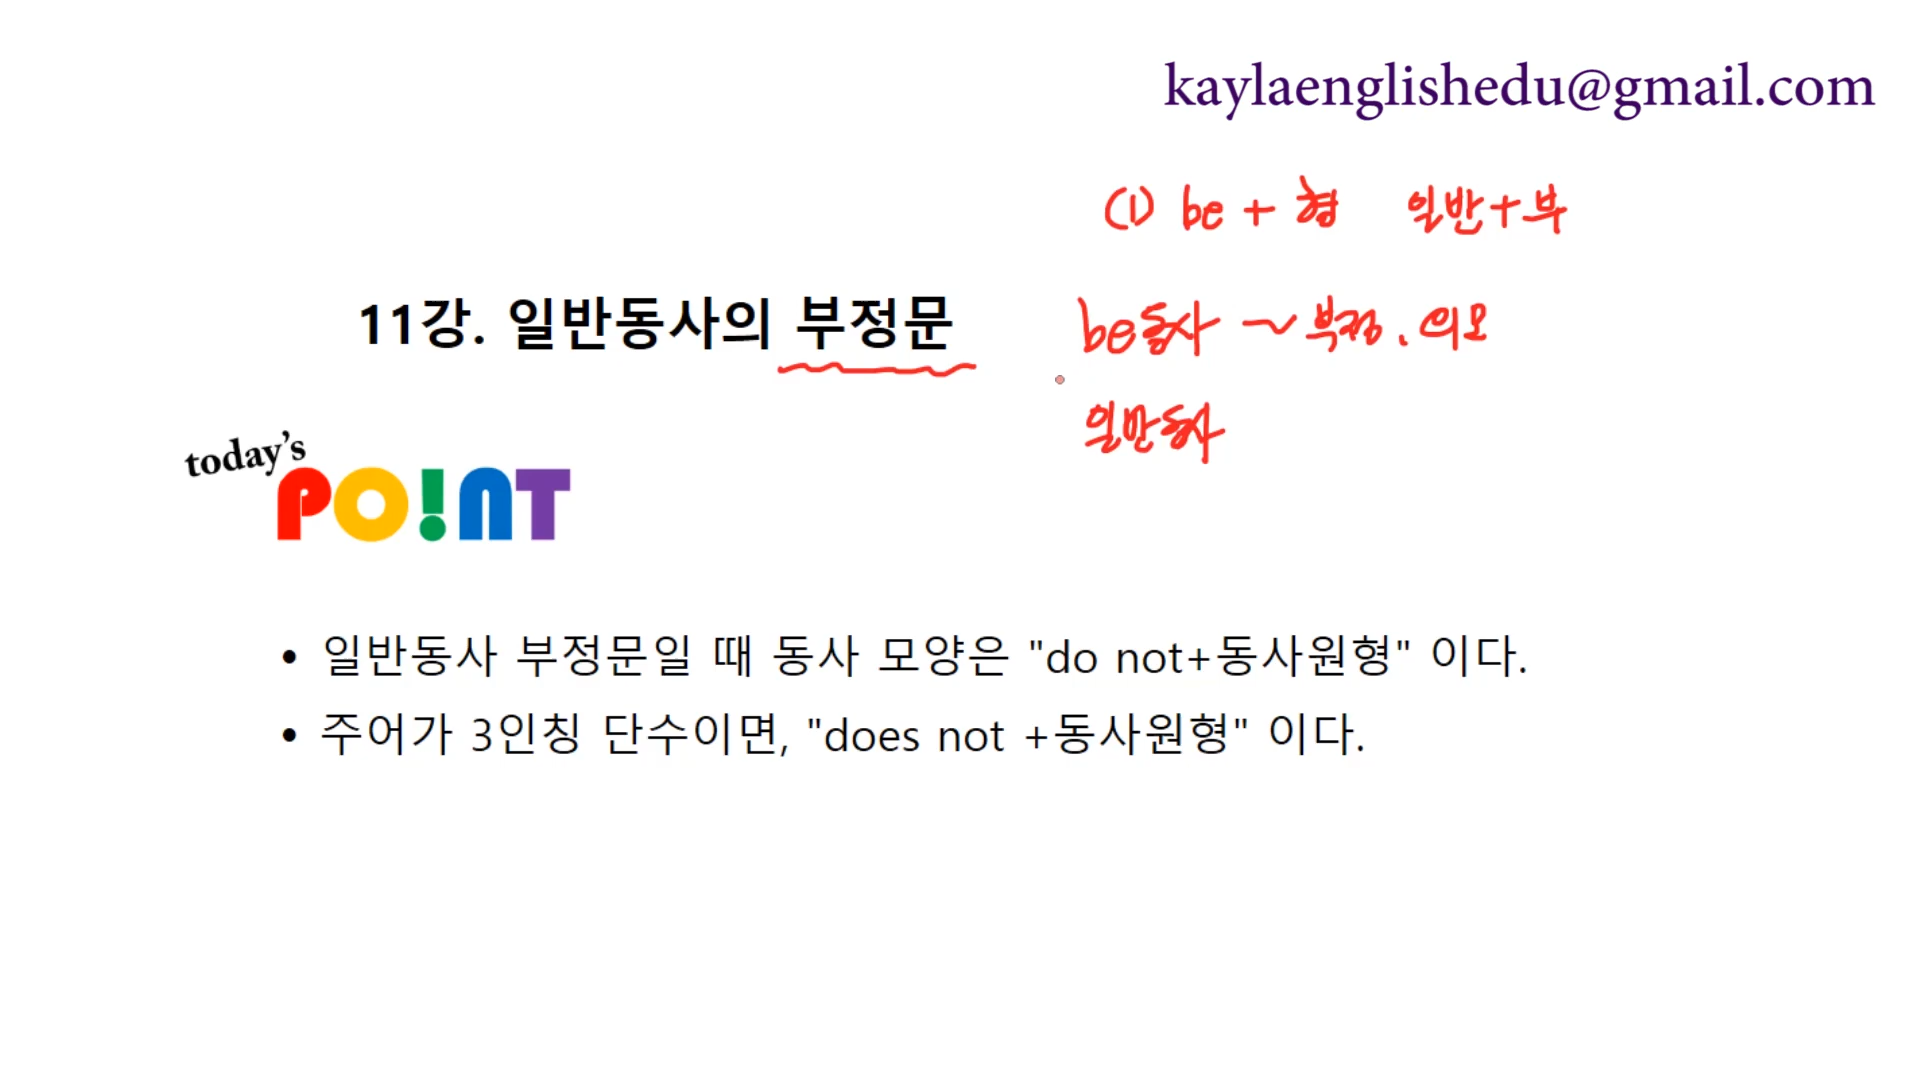 kaylaenglishedu@gmail.com
(1) be + 형 일반+부
11강. 일반동사의 부정문
be동사 ~ 부정. 의모
일반동사
today's
PO!NT
• 일반동사 부정문일 때 동사 모양은 "do not+동사원형" 이다.
• 주어가 3인칭 단수이면, "does not +동사원형" 이다.